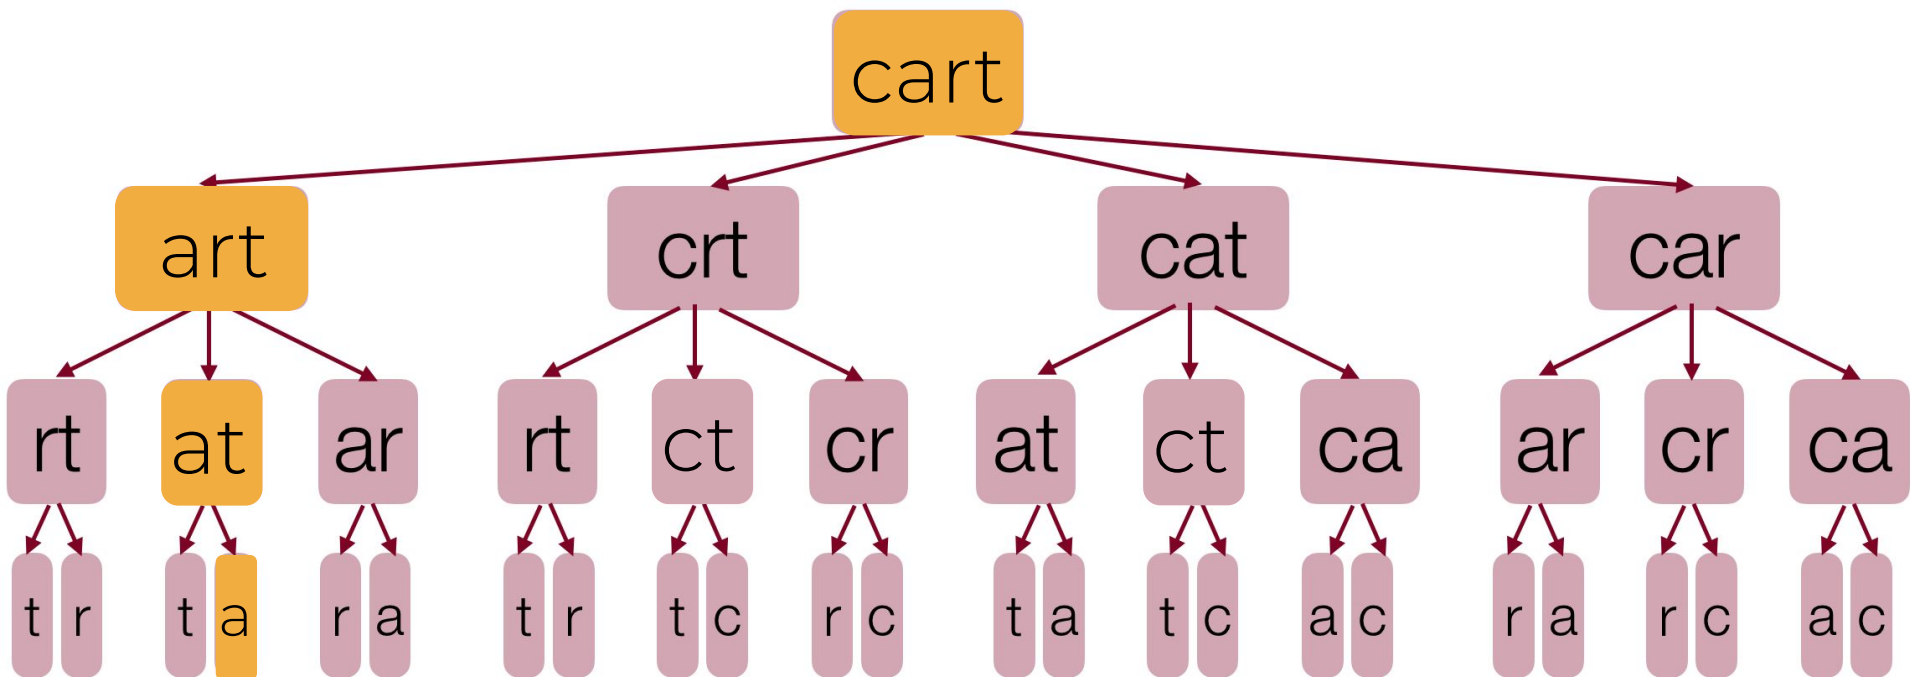 cart
art crt cat car
rt at ar rt ct cr at ct ca ar cr ca
t r t a r a t r t c r c t a t c a c r a r c a c